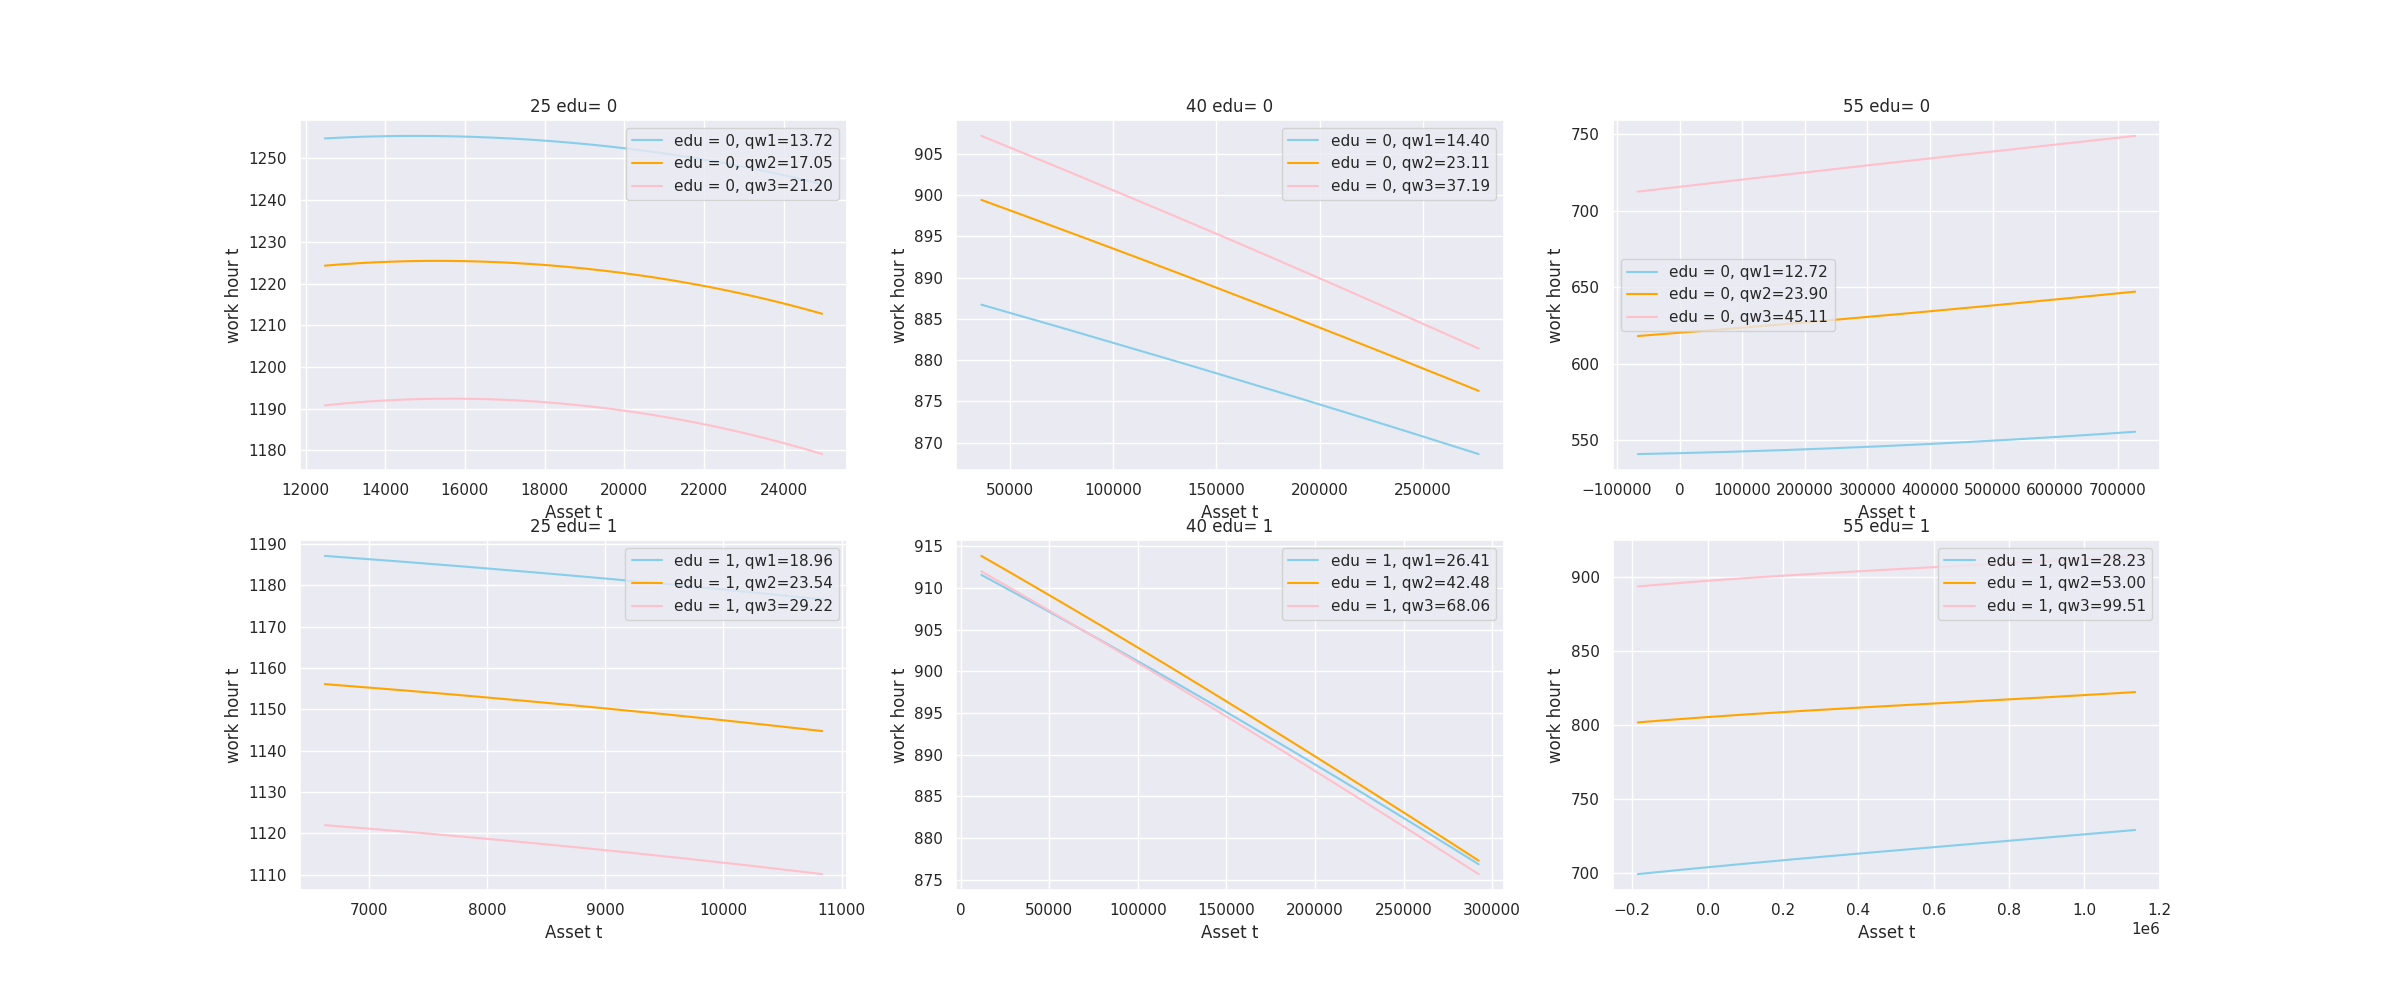 25 edu= 0
edu = 0, qw1=13.72
edu = 0, qw2=17.05
edu = 0, qw3=21.20
work hour t
1250
1240
1230
1220
1210
1200
1190
1180
12000 14000 16000 18000 20000 22000 24000
Asset t
40 edu= 0
edu = 0, qw1=14.40
edu = 0, qw2=23.11
edu = 0, qw3=37.19
work hour t
905
900
895
890
885
880
875
870
50000 100000 150000 200000 250000
Asset t
55 edu= 0
edu = 0, qw1=12.72
edu = 0, qw2=23.90
edu = 0, qw3=45.11
work hour t
750
700
650
600
550
−100000 0 100000 200000 300000 400000 500000 600000 700000
Asset t
25 edu= 1
edu = 1, qw1=18.96
edu = 1, qw2=23.54
edu = 1, qw3=29.22
work hour t
1190
1180
1170
1160
1150
1140
1130
1120
1110
7000 8000 9000 10000 11000
Asset t
40 edu= 1
edu = 1, qw1=26.41
edu = 1, qw2=42.48
edu = 1, qw3=68.06
work hour t
915
910
905
900
895
890
885
880
875
0 50000 100000 150000 200000 250000 300000
Asset t
55 edu= 1
edu = 1, qw1=28.23
edu = 1, qw2=53.00
edu = 1, qw3=99.51
work hour t
900
850
800
750
700
−0.2 0.0 0.2 0.4 0.6 0.8 1.0 1.2
1e6
Asset t